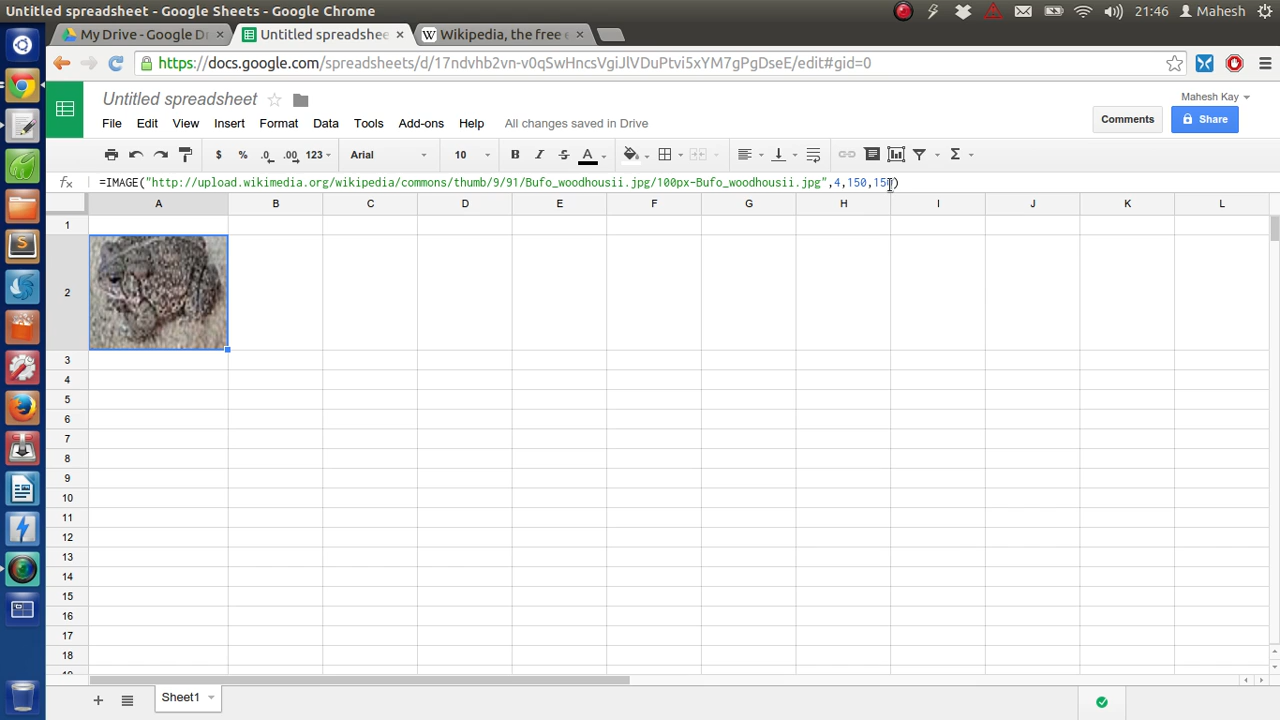 Untitled spreadsheet - Google Sheets - Google Chrome
21:46 Mahesh
My Drive - Google Dr
Untitled spreadshee
Wikipedia, the free e
https://docs.google.com/spreadsheets/d/17ndvhb2vn-v0qSwHncsVgiJlVDuPtvi5xYM7gPgDseE/edit#gid=0
Untitled spreadsheet
Mahesh Kay
File Edit View Insert Format Data Tools Add-ons Help All changes saved in Drive
Comments Share
$ % .0 .00 123 Arial 10 B I S A Σ
fx =IMAGE("http://upload.wikimedia.org/wikipedia/commons/thumb/9/91/Bufo_woodhousii.jpg/100px-Bufo_woodhousii.jpg",4,150,150)
A B C D E F G H I J K L
1
2
3
4
5
6
7
8
9
10
11
12
13
14
15
16
17
18
Sheet1